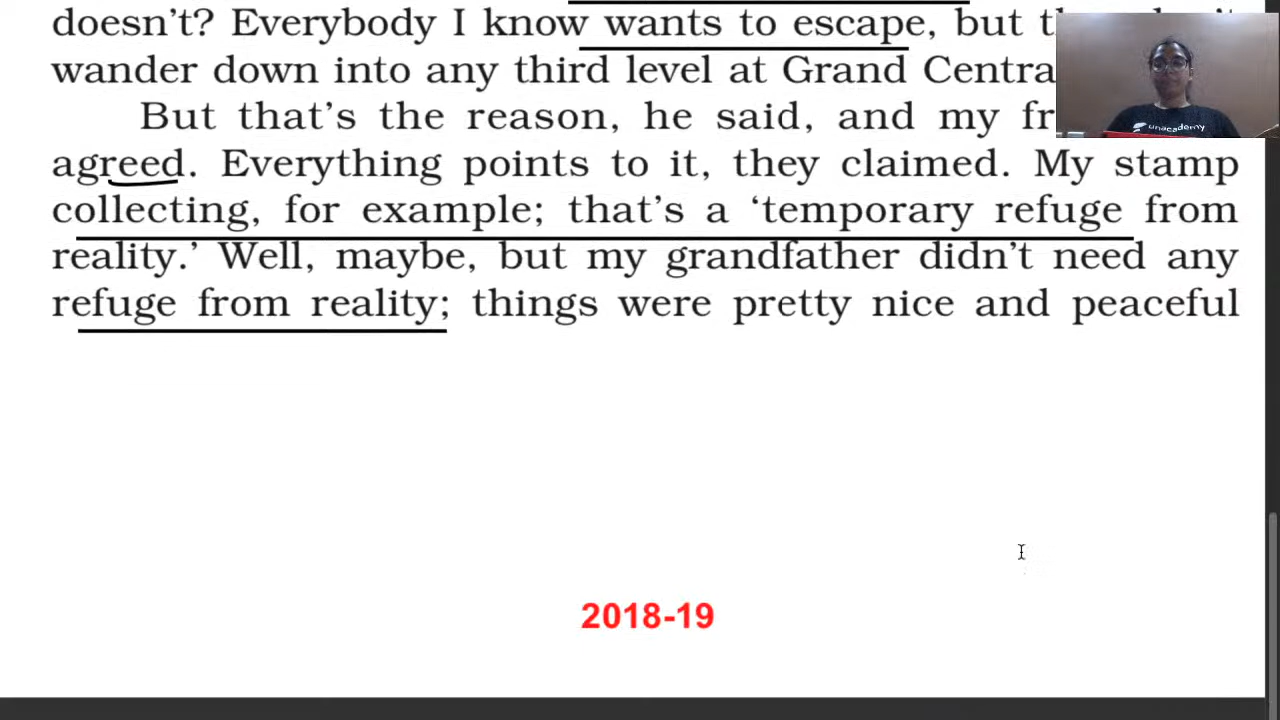 doesn't? Everybody I know wants to escape, but
wander down into any third level at Grand Centra
But that's the reason, he said, and my
agreed. Everything points to it, they claimed. My stamp
collecting, for example; that's a ‘temporary refuge from
reality.’ Well, maybe, but my grandfather didn't need any
refuge from reality; things were pretty nice and peaceful
unacademy
2018-19